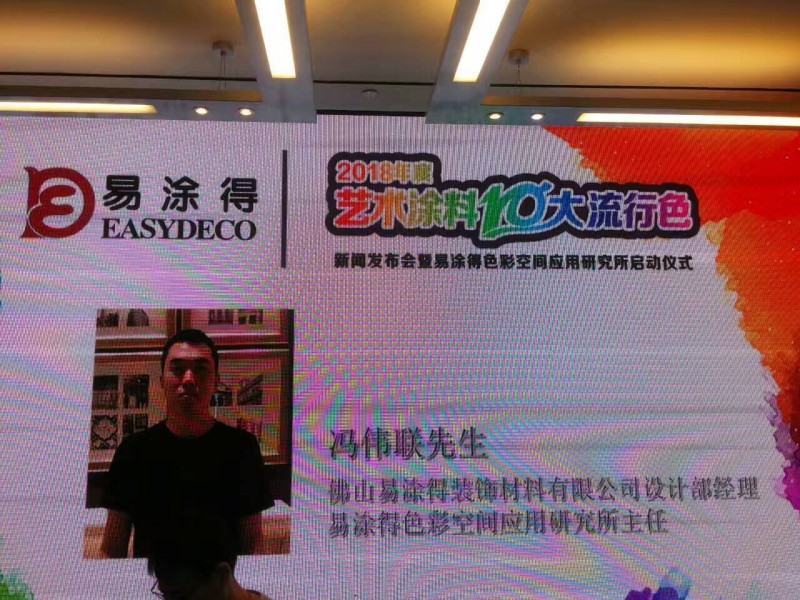 易涂得
EASYDECO
2018年度
艺术涂料10大流行色
新闻发布会暨易涂得色彩空间应用研究所启动仪式
冯伟联先生
佛山易涂得装饰材料有限公司设计部经理
易涂得色彩空间应用研究所主任